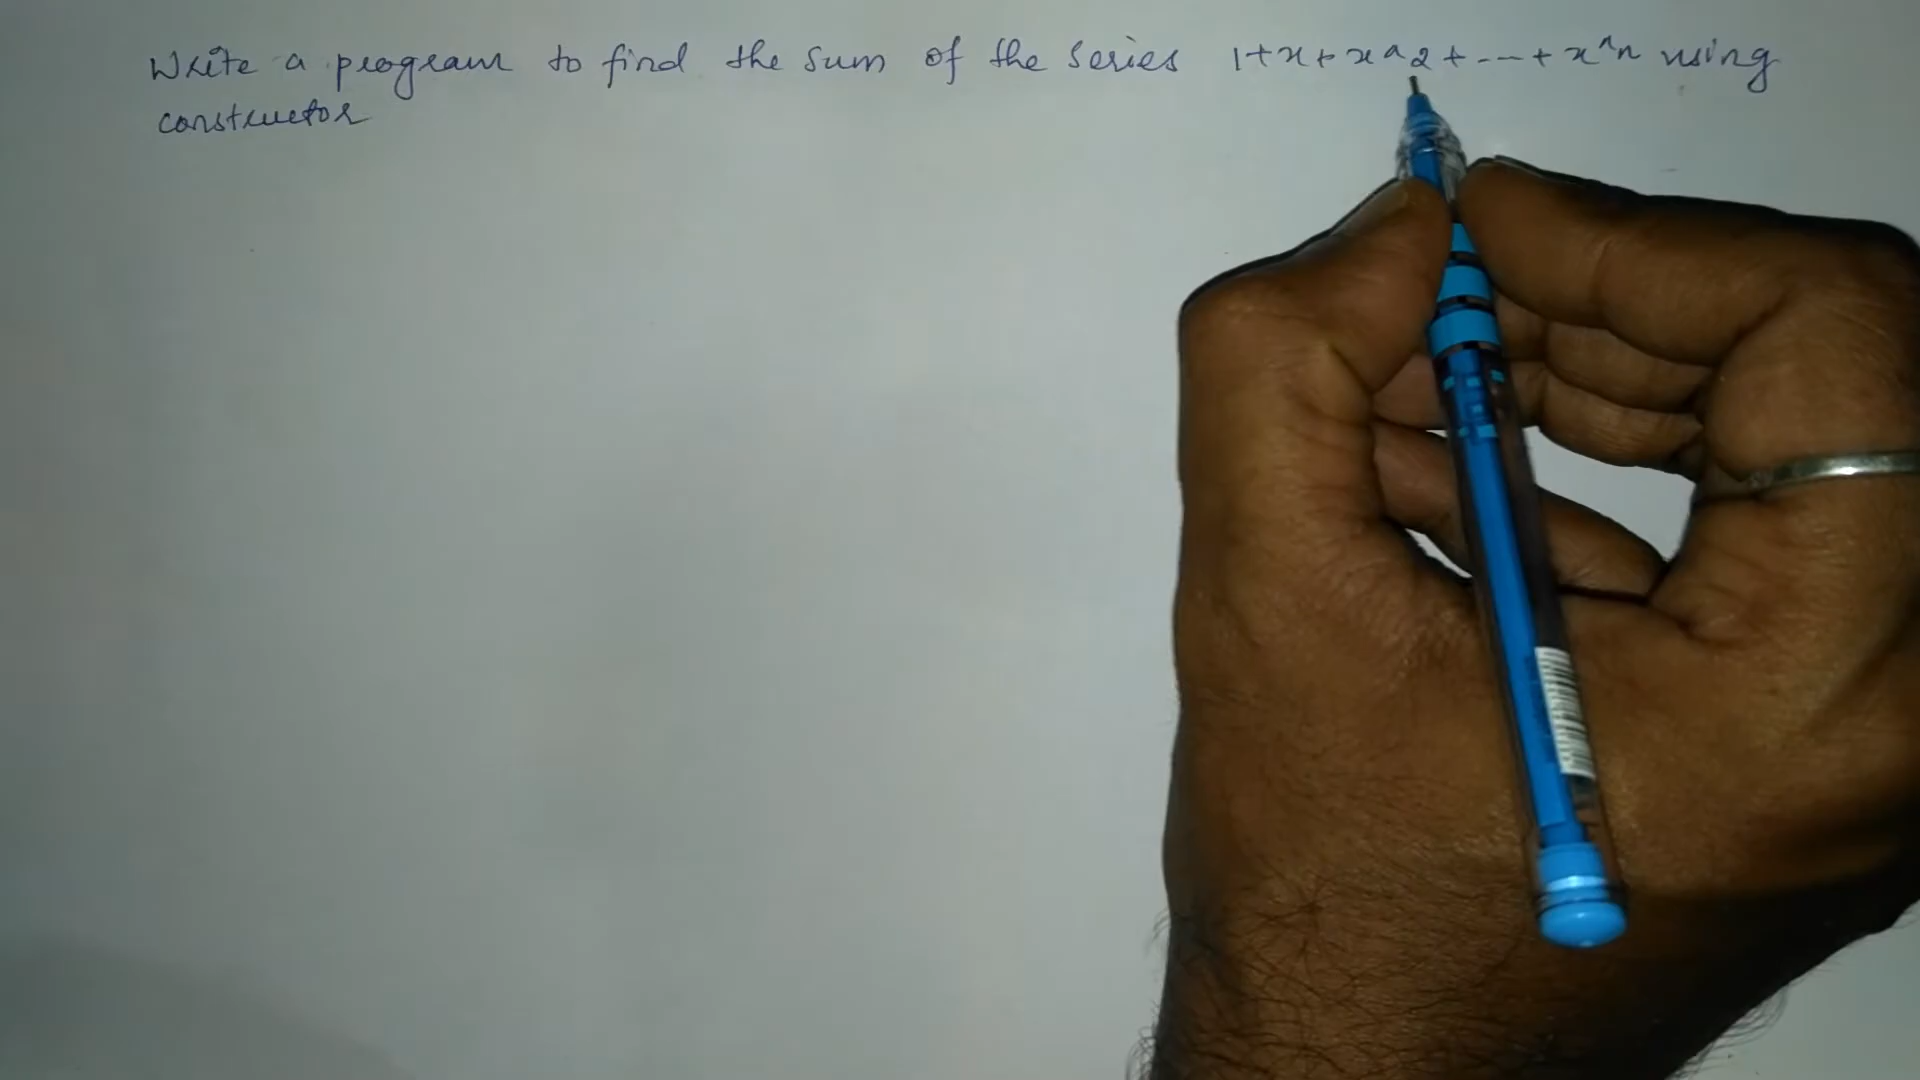 Write a program to find the sum of the series 1+x+x^2+---+x^n using
constructor